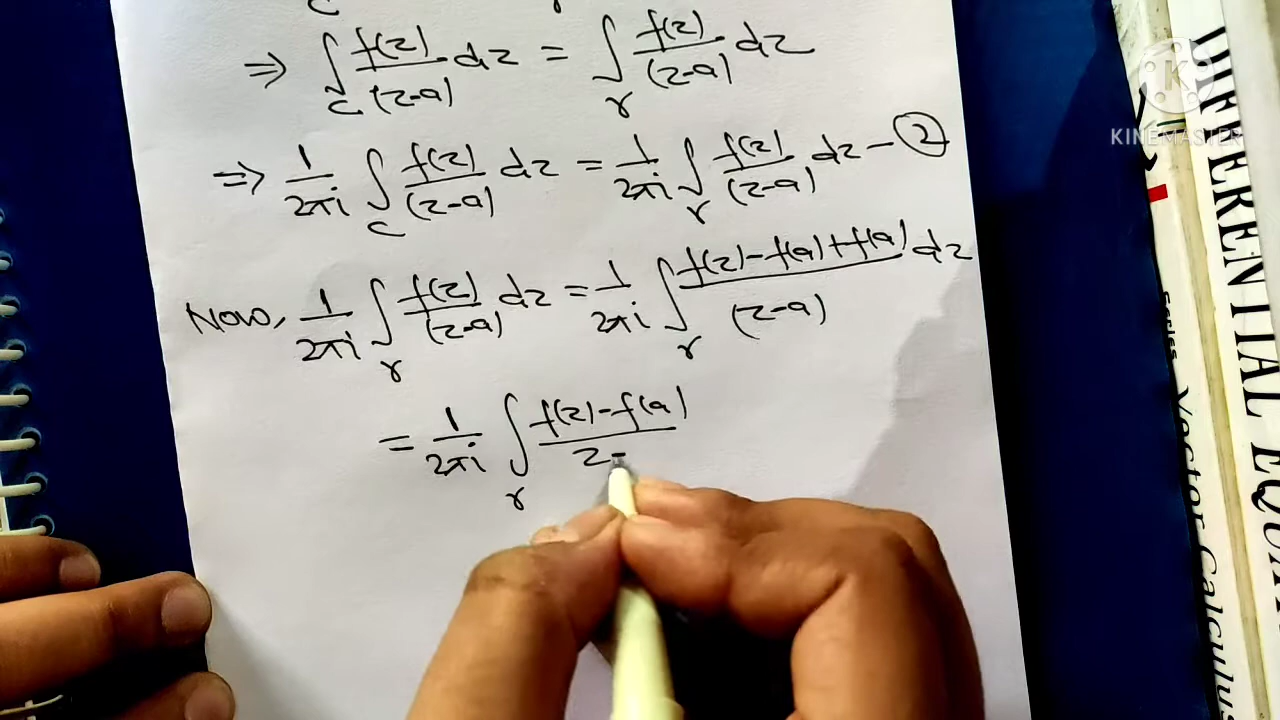 ⇒ ∫_C f(z)/(z-a) dz = ∫_γ f(z)/(z-a) dz
⇒ 1/2πi ∫_C f(z)/(z-a) dz = 1/2πi ∫_γ f(z)/(z-a) dz - ②
Now, 1/2πi ∫_γ f(z)/(z-a) dz = 1/2πi ∫_γ f(z)-f(a)+f(a)/(z-a) dz
= 1/2πi ∫_γ f(z)-f(a)/z-
K
KINEMASTER
DIFFERENTIAL EQUA
Series Vector Calculus